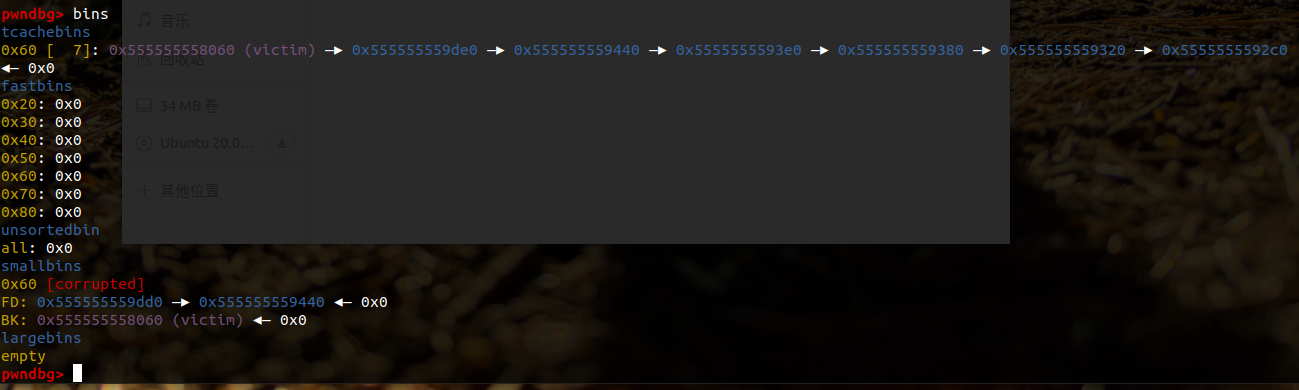 pwndbg> bins
tcachebins
0x60 [  7]: 0x555555558060 (victim) —▸ 0x555555559de0 —▸ 0x555555559440 —▸ 0x5555555593e0 —▸ 0x555555559380 —▸ 0x555555559320 —▸ 0x5555555592c0
◂— 0x0
fastbins
0x20: 0x0
0x30: 0x0
0x40: 0x0
0x50: 0x0
0x60: 0x0
0x70: 0x0
0x80: 0x0
unsortedbin
all: 0x0
smallbins
0x60 [corrupted]
FD: 0x555555559dd0 —▸ 0x555555559440 ◂— 0x0
BK: 0x555555558060 (victim) ◂— 0x0
largebins
empty
pwndbg>
音乐
回收站
34 MB 卷
Ubuntu 20.0…
+ 其他位置